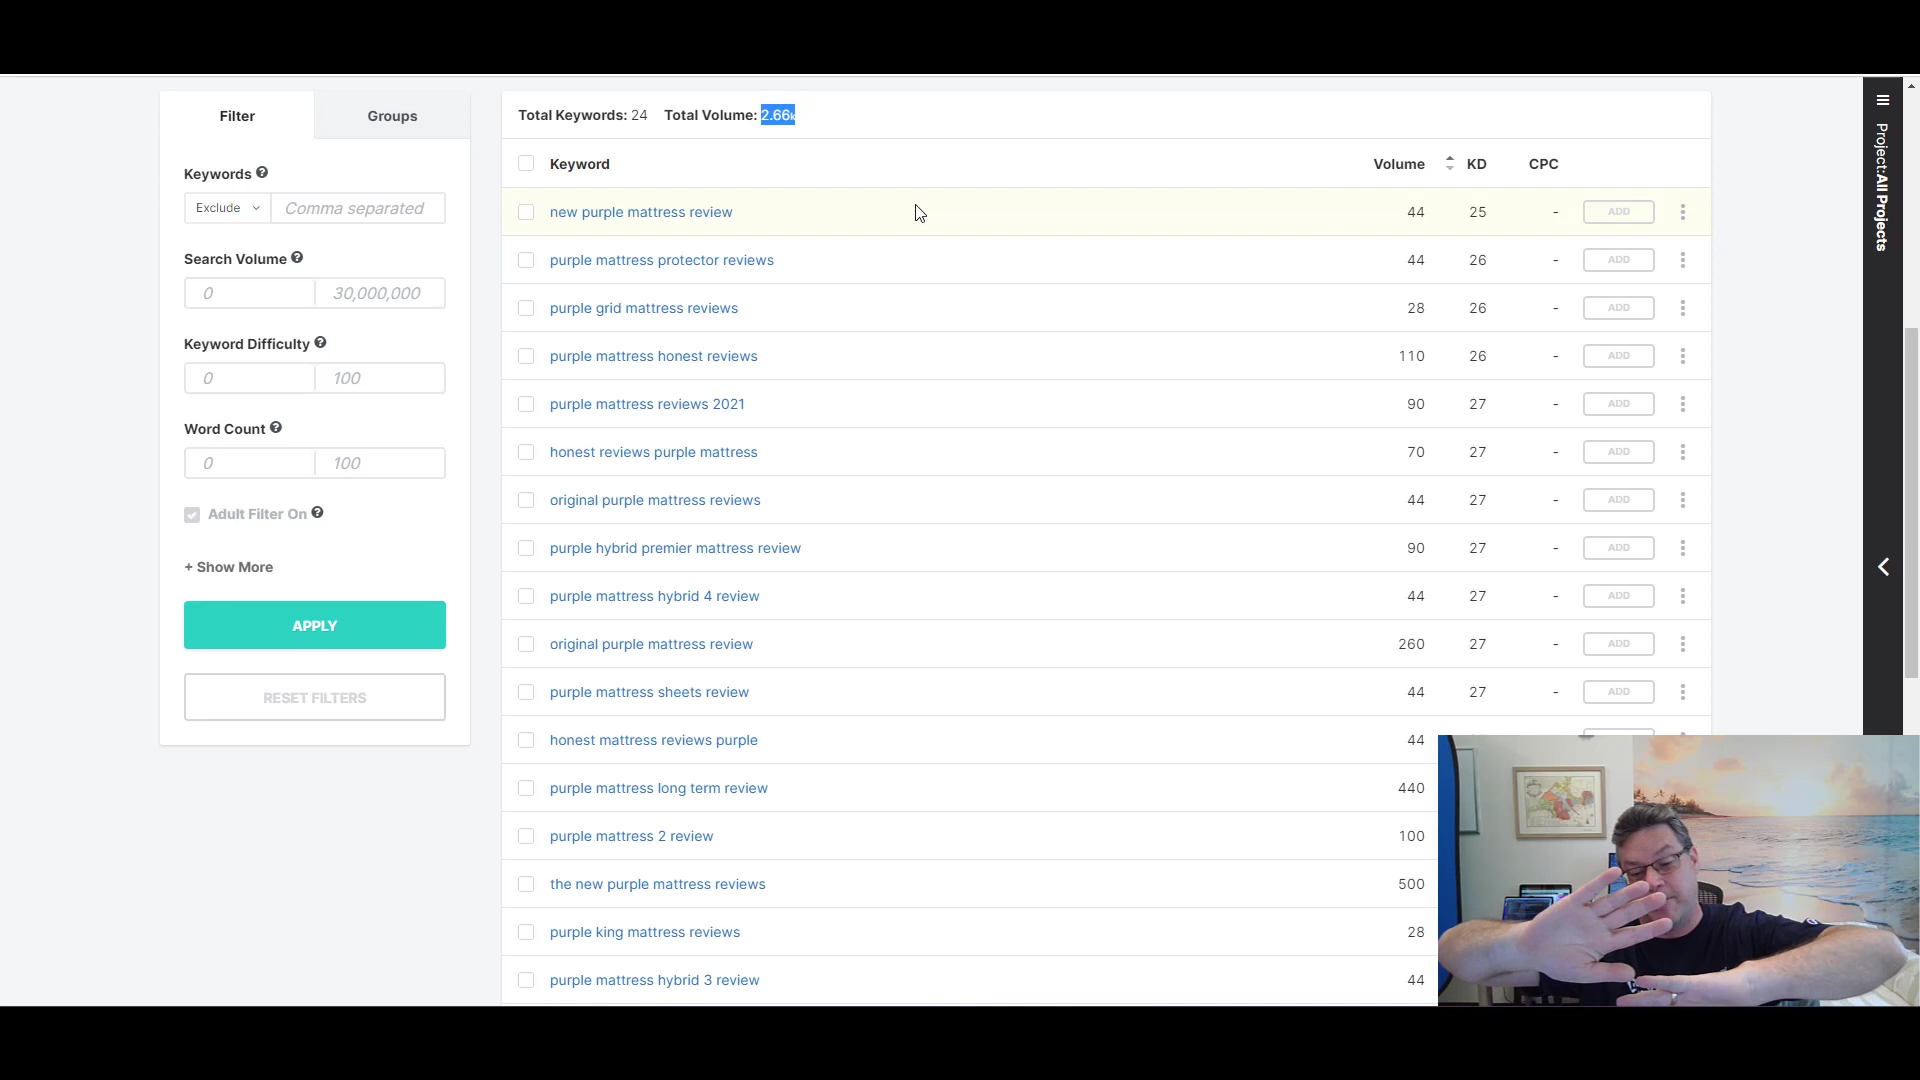 Filter Groups
Total Keywords: 24 Total Volume: 2.66k
Keywords
Exclude Comma separated
Search Volume
0 30,000,000
Keyword Difficulty
0 100
Word Count
0 100
Adult Filter On
+ Show More
APPLY
RESET FILTERS
Keyword Volume KD CPC
new purple mattress review 44 25 - ADD
purple mattress protector reviews 44 26 - ADD
purple grid mattress reviews 28 26 - ADD
purple mattress honest reviews 110 26 - ADD
purple mattress reviews 2021 90 27 - ADD
honest reviews purple mattress 70 27 - ADD
original purple mattress reviews 44 27 - ADD
purple hybrid premier mattress review 90 27 - ADD
purple mattress hybrid 4 review 44 27 - ADD
original purple mattress review 260 27 - ADD
purple mattress sheets review 44 27 - ADD
honest mattress reviews purple 44
purple mattress long term review 440
purple mattress 2 review 100
the new purple mattress reviews 500
purple king mattress reviews 28
purple mattress hybrid 3 review 44
Project: All Projects